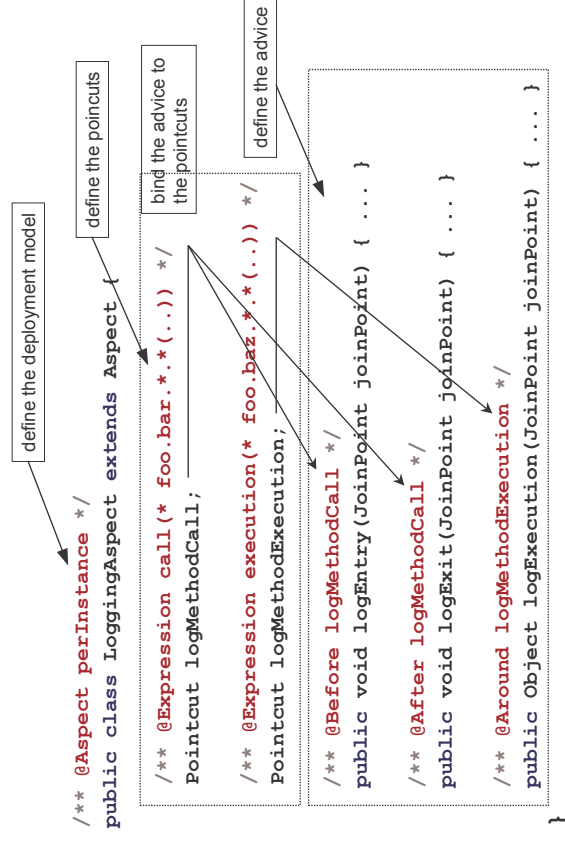 define the deployment model
/** @Aspect perInstance */
public class LoggingAspect extends Aspect {
define the poincuts
/** @Expression call(* foo.bar.*.*(..)) */
Pointcut logMethodCall;
bind the advice to
the pointcuts
/** @Expression execution(* foo.baz.*.*(..)) */
Pointcut logMethodExecution;
define the advice
/** @Before logMethodCall */
public void logEntry(JoinPoint joinPoint) { ... }
/** @After logMethodCall */
public void logExit(JoinPoint joinPoint) { ... }
/** @Around logMethodExecution */
public Object logExecution(JoinPoint joinPoint) { ... }
}